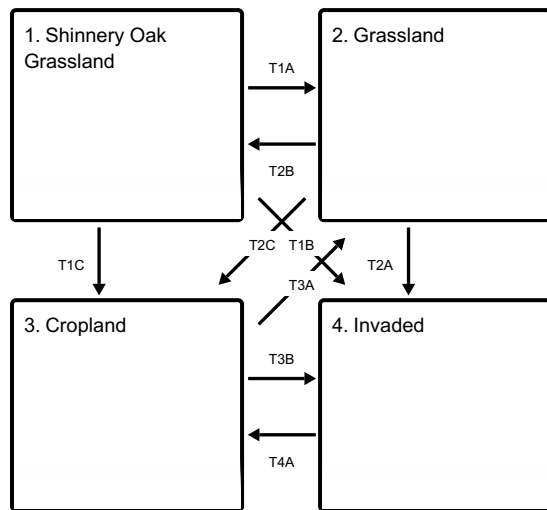 1. Shinnery Oak
Grassland
2. Grassland
T1A
T2B
T2C
T1B
T1C
T2A
T3A
3. Cropland
4. Invaded
T3B
T4A